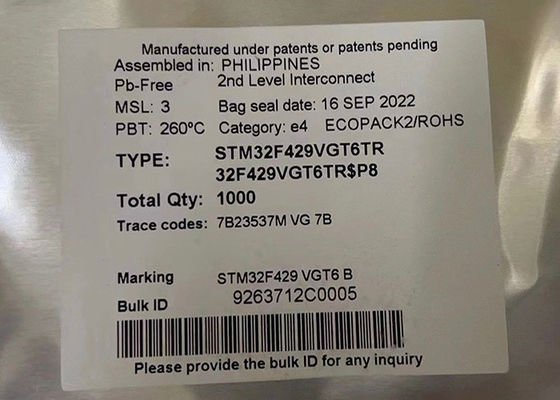 Manufactured under patents or patents pending
Assembled in: PHILIPPINES
Pb-Free 2nd Level Interconnect
MSL: 3 Bag seal date: 16 SEP 2022
PBT: 260ºC Category: e4 ECOPACK2/ROHS
TYPE: STM32F429VGT6TR
32F429VGT6TR$P8
Total Qty: 1000
Trace codes: 7B23537M VG 7B
Marking STM32F429 VGT6 B
Bulk ID 9263712C0005
Please provide the bulk ID for any inquiry